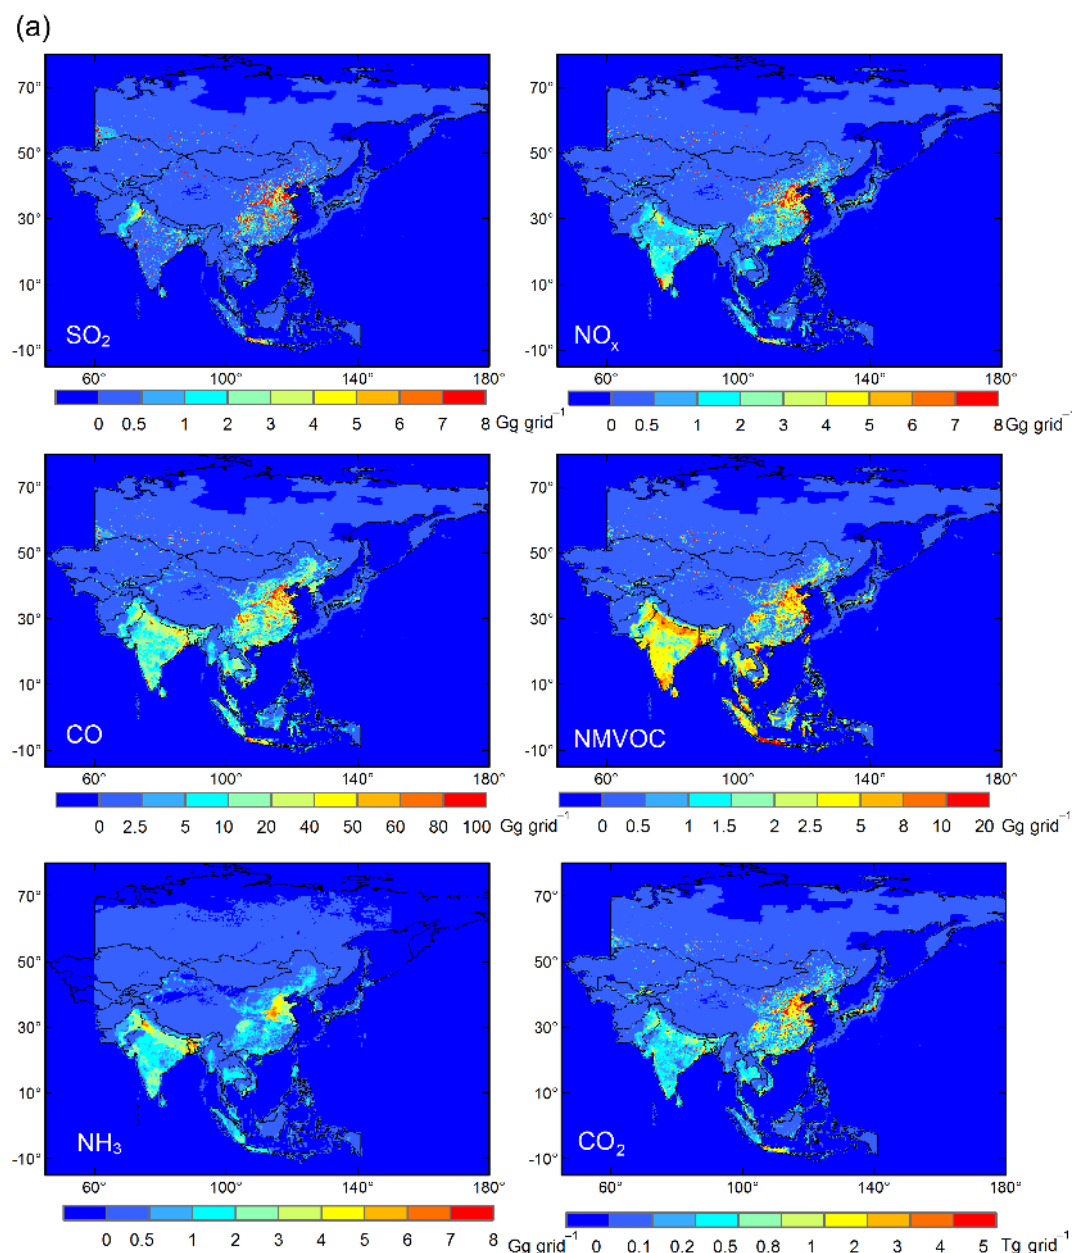 (a)
70° 70°
50° 50°
30° 30°
10° 10°
-10° SO₂ -10° NOₓ
60° 100° 140° 180° 60° 100° 140° 180°
0 0.5 1 2 3 4 5 6 7 8 Gg grid⁻¹ 0 0.5 1 2 3 4 5 6 7 8 Gg grid⁻¹
70° 70°
50° 50°
30° 30°
10° 10°
CO NMVOC
-10° -10°
60° 100° 140° 180° 60° 100° 140° 180°
0 2.5 5 10 20 40 50 60 80 100 Gg grid⁻¹ 0 0.5 1 1.5 2 2.5 5 8 10 20 Gg grid⁻¹
70° 70°
50° 50°
30° 30°
10° 10°
NH₃ CO₂
-10° -10°
60° 100° 140° 180° 60° 100° 140° 180°
0 0.5 1 2 3 4 5 6 7 8 Gg grid⁻¹ 0 0.1 0.2 0.5 0.8 1 2 3 4 5 Tg grid⁻¹